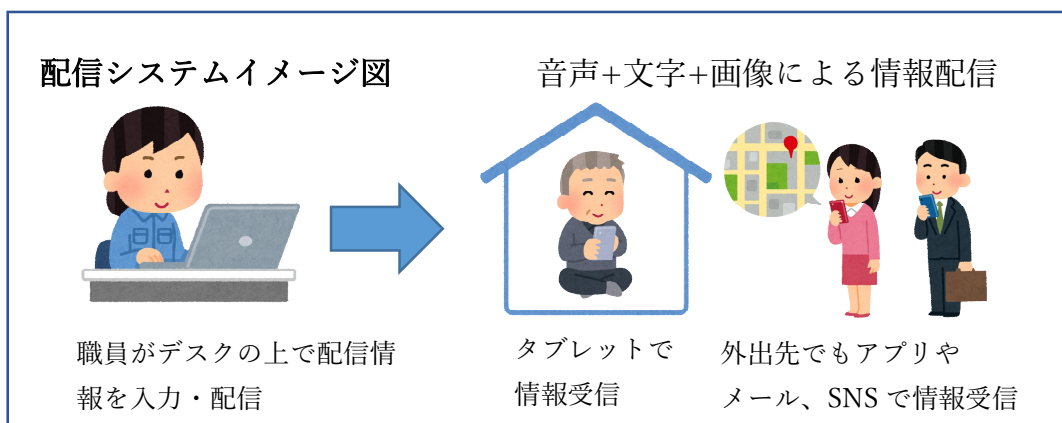 配信システムイメージ図
音声+文字+画像による情報配信
職員がデスクの上で配信情
報を入力・配信
タブレットで
情報受信
外出先でもアプリや
メール、SNS で情報受信